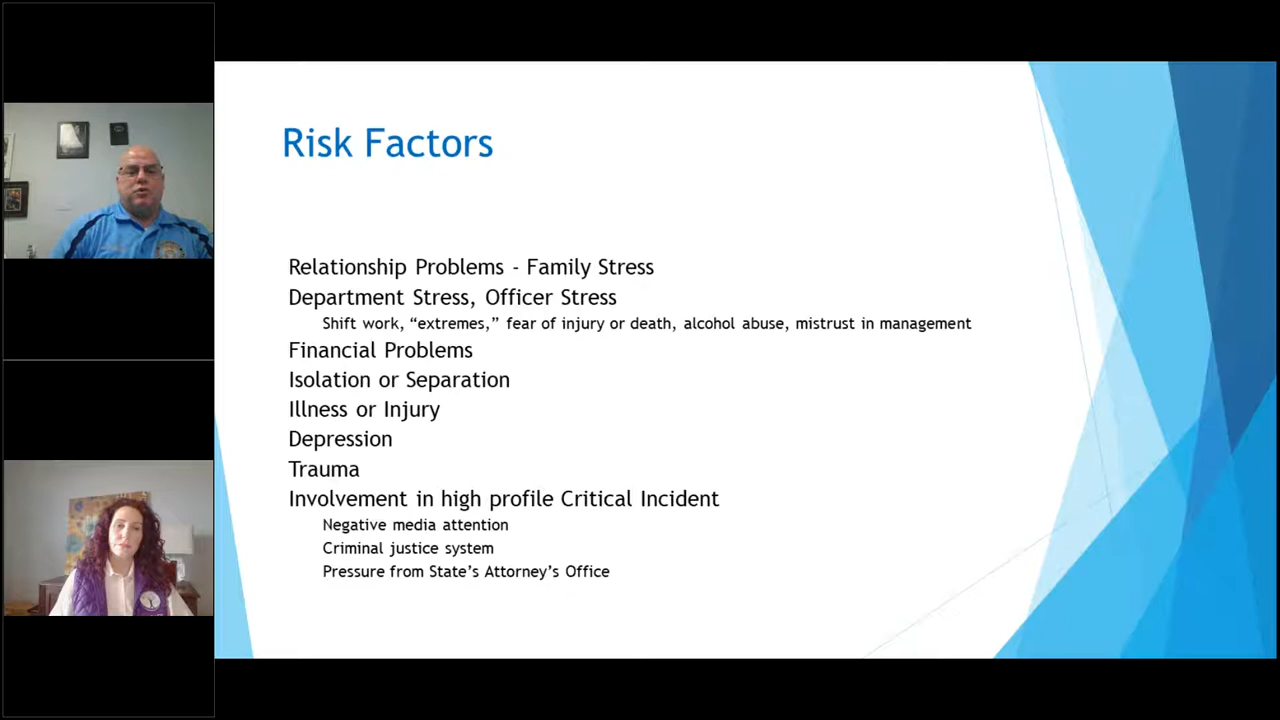 Risk Factors
Relationship Problems - Family Stress
Department Stress, Officer Stress
Shift work, “extremes,” fear of injury or death, alcohol abuse, mistrust in management
Financial Problems
Isolation or Separation
Illness or Injury
Depression
Trauma
Involvement in high profile Critical Incident
Negative media attention
Criminal justice system
Pressure from State’s Attorney’s Office